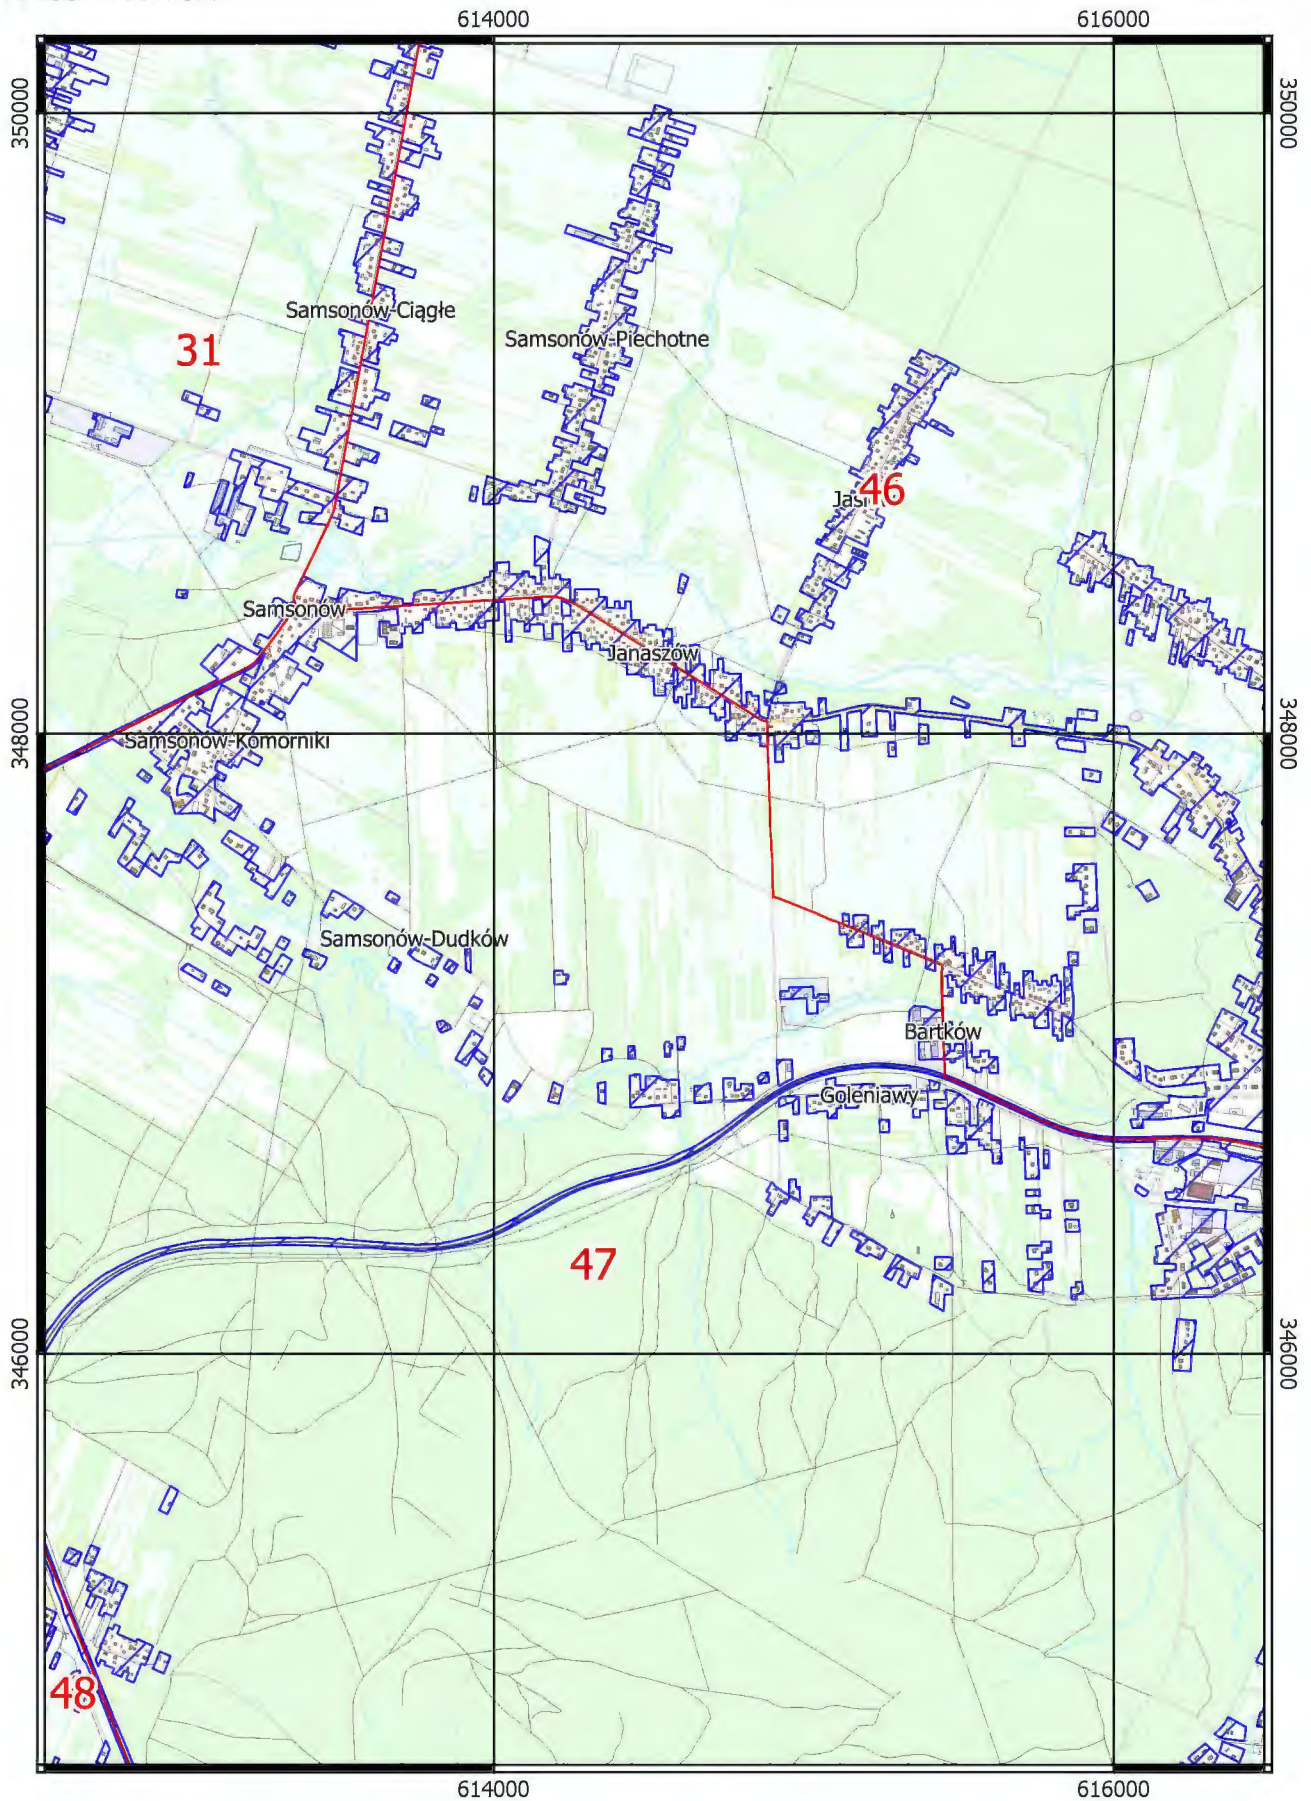 614000
616000
350000
350000
Samsonów-Ciągłe
Samsonów-Piechotne
31
46
Samsonów
Janaszów
348000
348000
Samsonów-Komorniki
Samsonów-Dudków
Bartków
Goleniawy
47
346000
346000
48
614000
616000